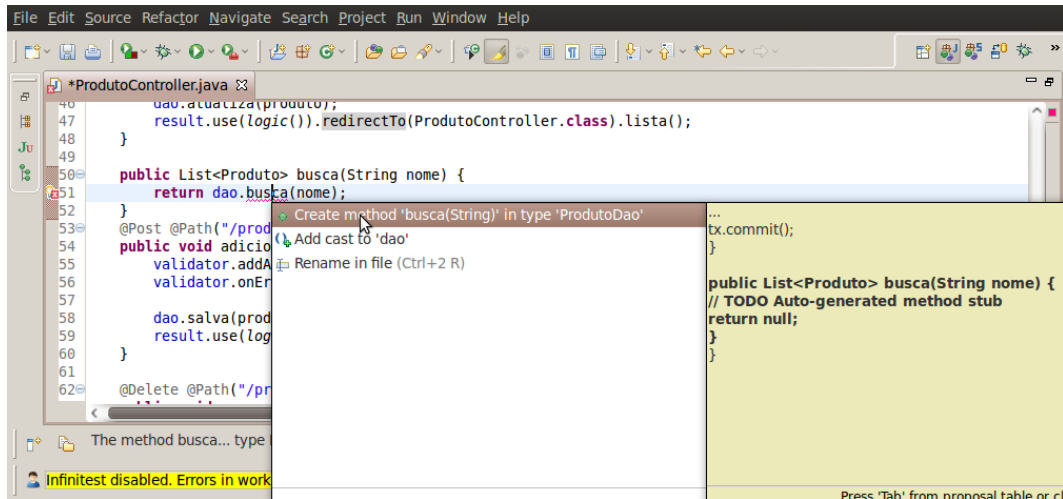 File Edit Source Refactor Navigate Search Project Run Window Help
*ProdutoController.java
46 dao.atualiza(produto);
47 result.use(logic()).redirectTo(ProdutoController.class).lista();
48 }
49
50 public List<Produto> busca(String nome) {
51 return dao.busca(nome);
52 }
53 @Post @Path("/prod
54 public void adicio
55 validator.addA
56 validator.onEr
57
58 dao.salva(prod
59 result.use(log
60 }
61
62 @Delete @Path("/pr
Create method 'busca(String)' in type 'ProdutoDao'
Add cast to 'dao'
Rename in file (Ctrl+2 R)
...
tx.commit();
}
public List<Produto> busca(String nome) {
// TODO Auto-generated method stub
return null;
}
}
Press 'Tab' from proposal table or
The method busca... type
Infinitest disabled. Errors in work